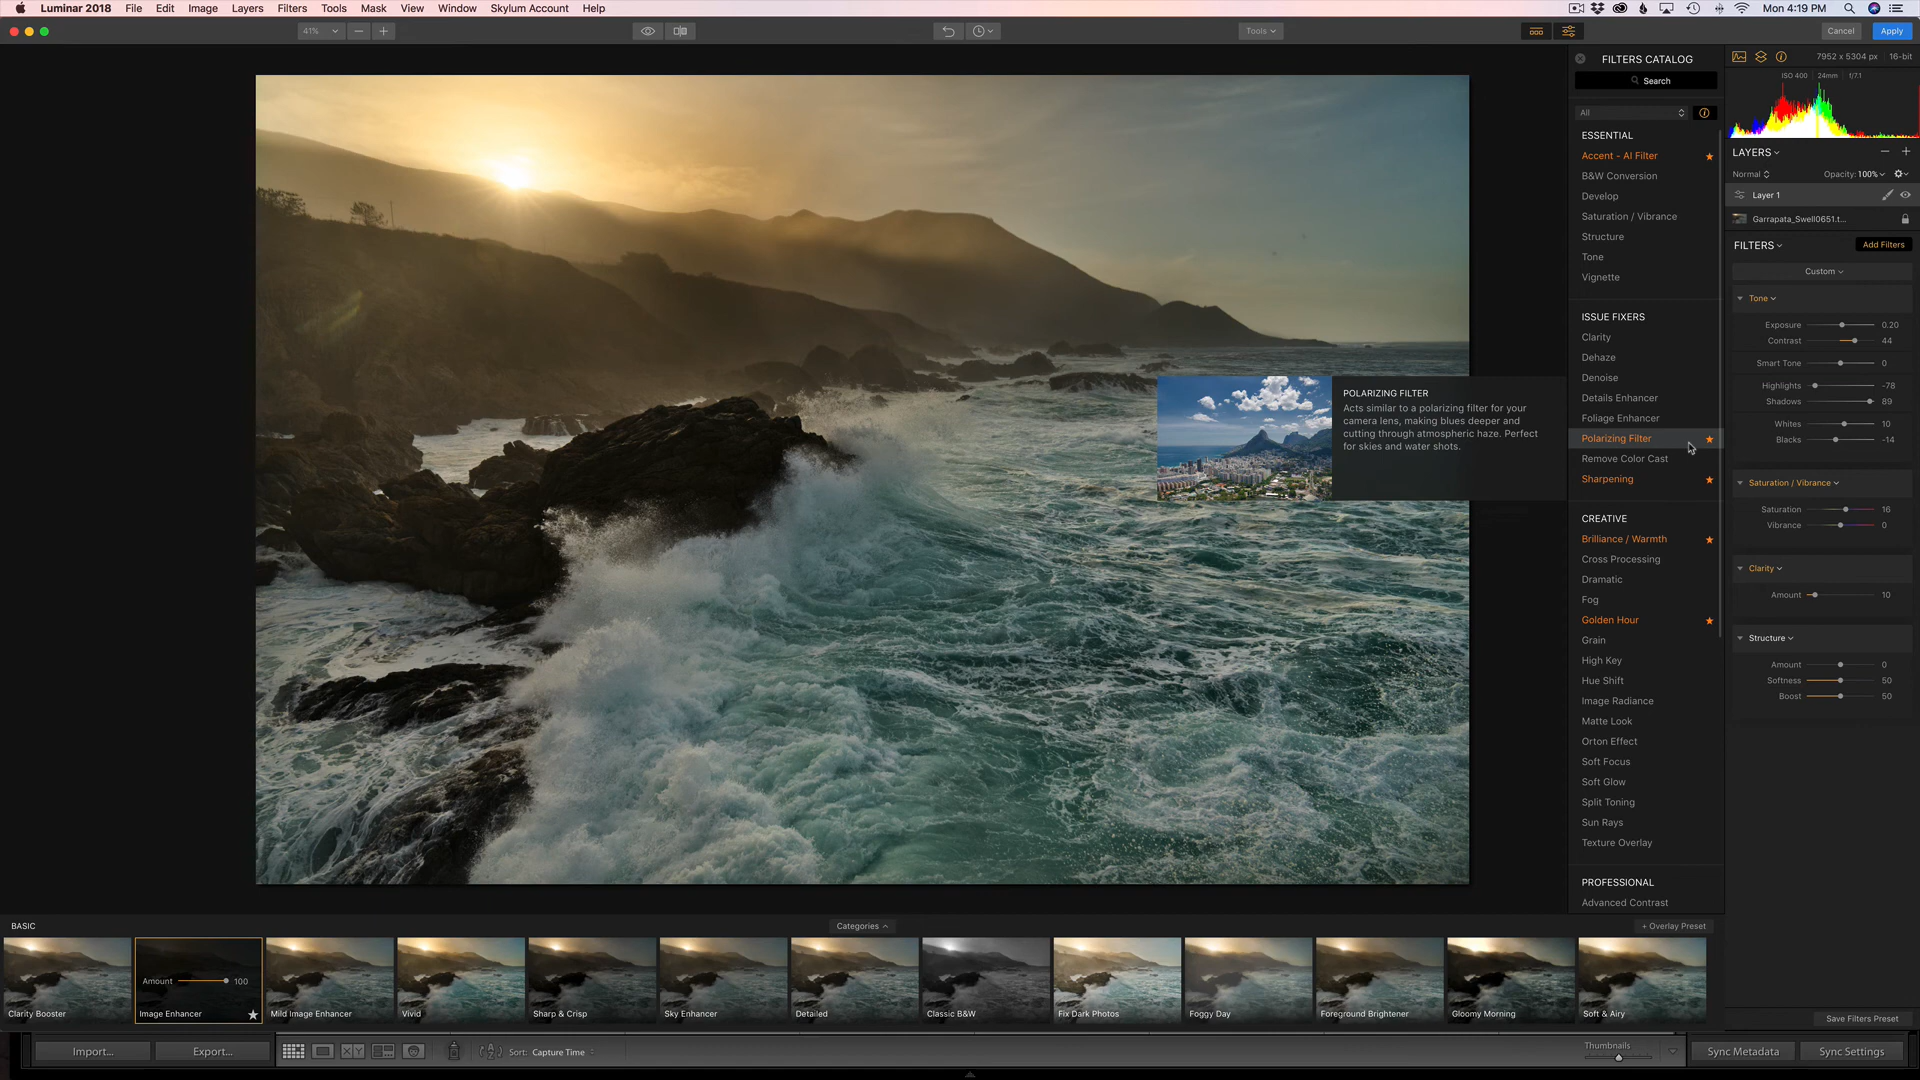 Luminar 2018 File Edit Image Layers Filters Tools Mask View Window Skylum Account Help
Mon 4:19 PM
41%
Tools
Cancel
Apply
FILTERS CATALOG
Search
All
ESSENTIAL
Accent - AI Filter
B&W Conversion
Develop
Saturation / Vibrance
Structure
Tone
Vignette
ISSUE FIXERS
Clarity
Dehaze
Denoise
Details Enhancer
Foliage Enhancer
Polarizing Filter
Remove Color Cast
Sharpening
CREATIVE
Brilliance / Warmth
Cross Processing
Dramatic
Fog
Golden Hour
Grain
High Key
Hue Shift
Image Radiance
Matte Look
Orton Effect
Soft Focus
Soft Glow
Split Toning
Sun Rays
Texture Overlay
PROFESSIONAL
Advanced Contrast
POLARIZING FILTER
Acts similar to a polarizing filter for your
camera lens, making blues deeper and
cutting through atmospheric haze. Perfect
for skies and water shots.
7952 x 5304 px 16-bit
ISO 400 24mm f/7.1
LAYERS
Normal Opacity: 100%
Layer 1
Garrapata_Swell0651.t...
FILTERS Add Filters
Custom
Tone
Exposure 0.20
Contrast 44
Smart Tone 0
Highlights -78
Shadows 89
Whites 10
Blacks -14
Saturation / Vibrance
Saturation 16
Vibrance 0
Clarity
Amount 10
Structure
Amount 0
Softness 50
Boost 50
Save Filters Preset
BASIC
Categories
+ Overlay Preset
Amount 100
Clarity Booster
Image Enhancer
Mild Image Enhancer
Vivid
Sharp & Crisp
Sky Enhancer
Detailed
Classic B&W
Fix Dark Photos
Foggy Day
Foreground Brightener
Gloomy Morning
Soft & Airy
Import... Export...
XY
Sort: Capture Time
Thumbnails
Sync Metadata Sync Settings